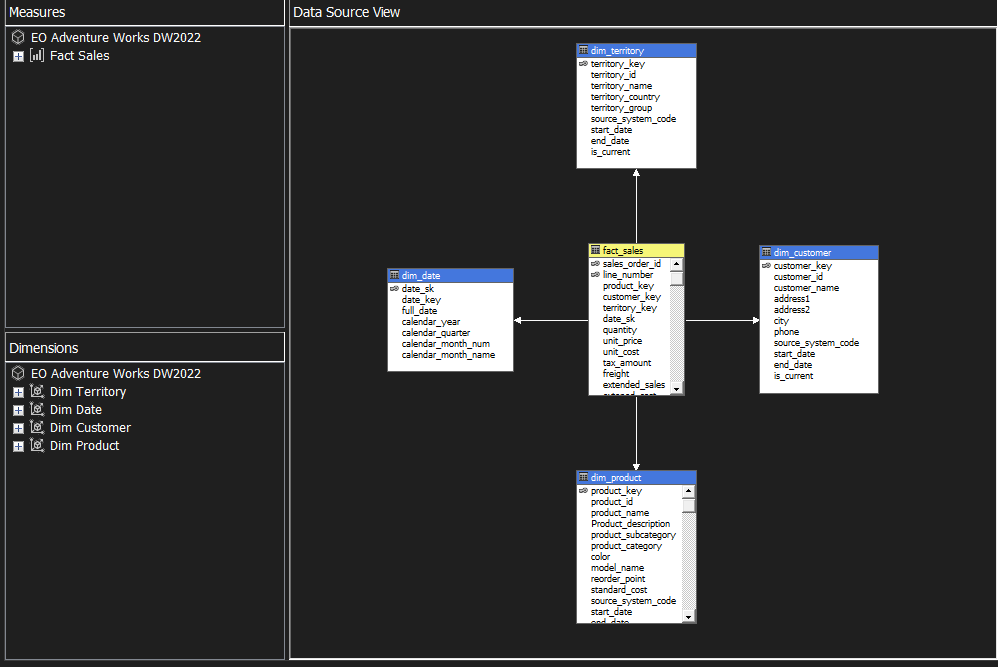 Measures
EO Adventure Works DW2022
Fact Sales
Dimensions
EO Adventure Works DW2022
Dim Territory
Dim Date
Dim Customer
Dim Product
Data Source View
dim_territory
territory_key
territory_id
territory_name
territory_country
territory_group
source_system_code
start_date
end_date
is_current
dim_date
date_sk
date_key
full_date
calendar_year
calendar_quarter
calendar_month_num
calendar_month_name
fact_sales
sales_order_id
line_number
product_key
customer_key
territory_key
date_sk
quantity
unit_price
unit_cost
tax_amount
freight
extended_sales
dim_customer
customer_key
customer_id
customer_name
address1
address2
city
phone
source_system_code
start_date
end_date
is_current
dim_product
product_key
product_id
product_name
Product_description
product_subcategory
product_category
color
model_name
reorder_point
standard_cost
source_system_code
start_date
end_date